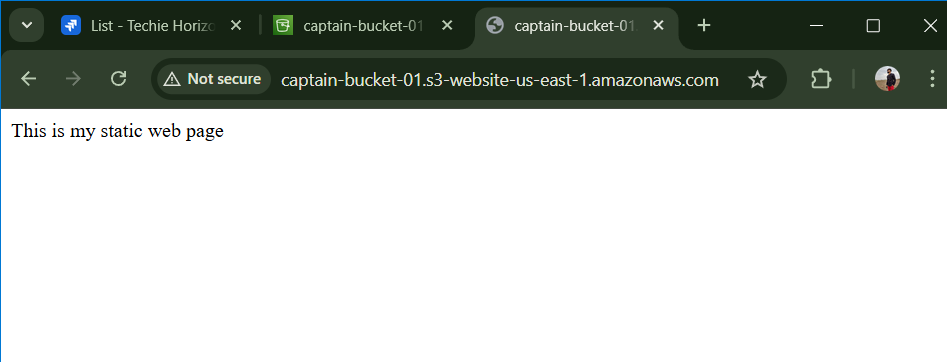 List - Techie Horizo
captain-bucket-01
captain-bucket-01.
Not secure
captain-bucket-01.s3-website-us-east-1.amazonaws.com
This is my static web page